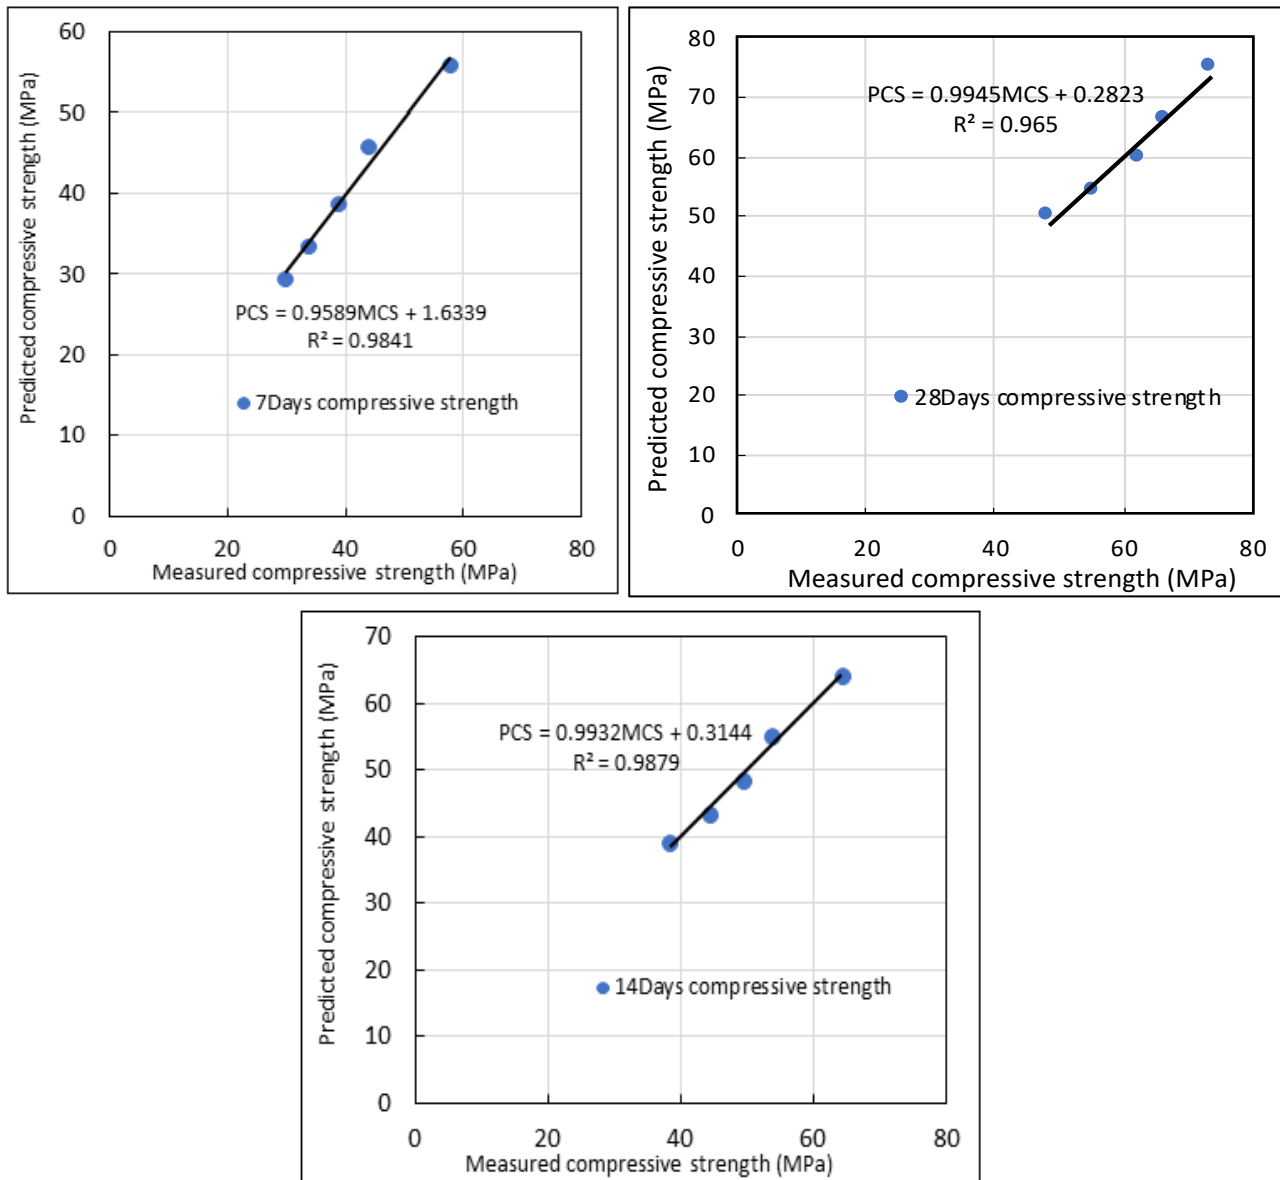 60
50
40
30
20
10
0
0 20 40 60 80
Predicted compressive strength (MPa)
Measured compressive strength (MPa)
PCS = 0.9589MCS + 1.6339
R² = 0.9841
7Days compressive strength
80
70
60
50
40
30
20
10
0
0 20 40 60 80
Predicted compressive strength (MPa)
Measured compressive strength (MPa)
PCS = 0.9945MCS + 0.2823
R² = 0.965
28Days compressive strength
70
60
50
40
30
20
10
0
0 20 40 60 80
Predicted compressive strength (MPa)
Measured compressive strength (MPa)
PCS = 0.9932MCS + 0.3144
R² = 0.9879
14Days compressive strength